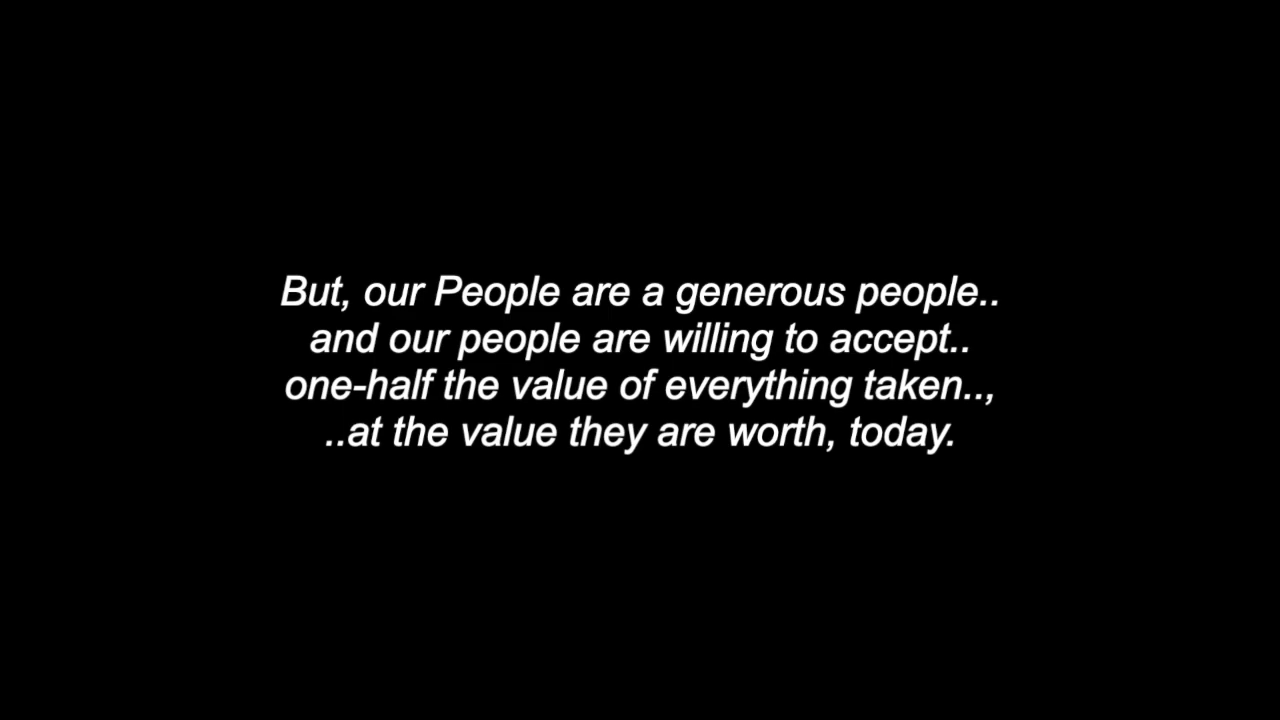 But, our People are a generous people..
and our people are willing to accept..
one-half the value of everything taken..,
..at the value they are worth, today.